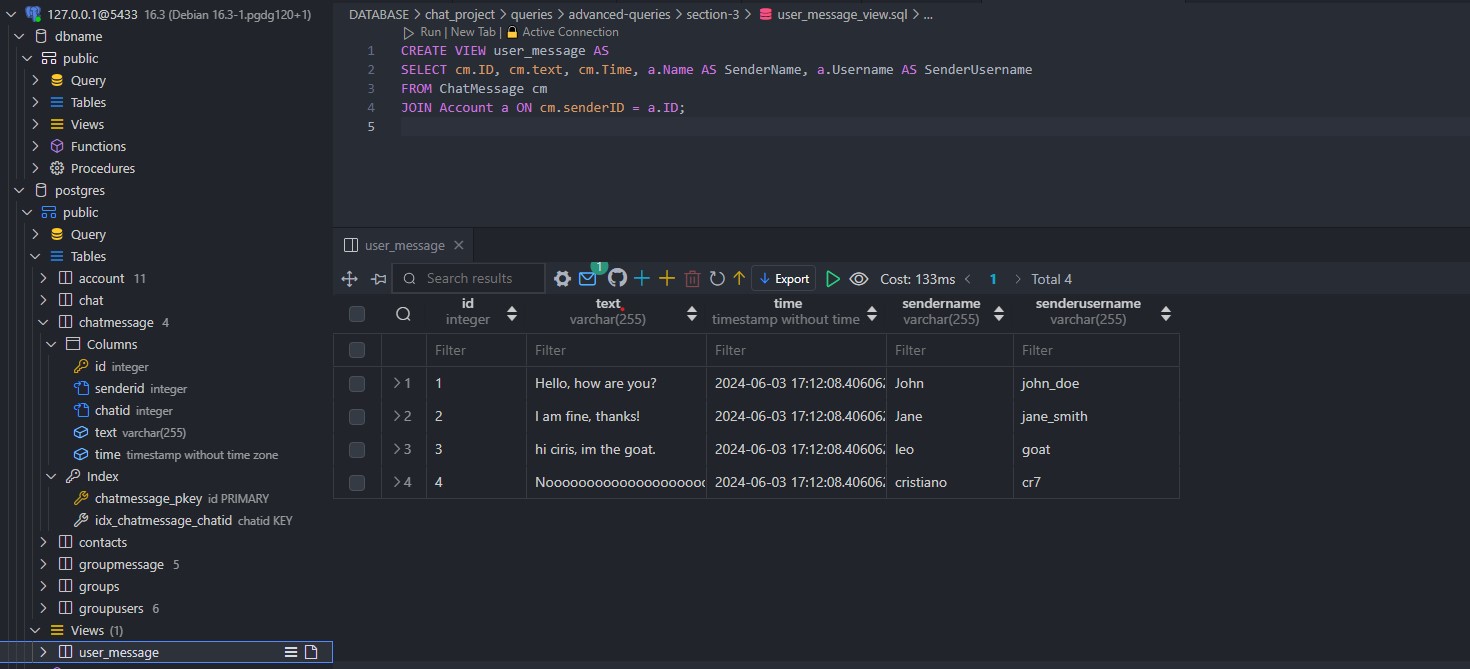 127.0.0.1@5433 16.3 (Debian 16.3-1.pgdg120+1)
dbname
public
Query
Tables
Views
Functions
Procedures
postgres
public
Query
Tables
account 11
chat
chatmessage 4
Columns
id integer
senderid integer
chatid integer
text varchar(255)
time timestamp without time zone
Index
chatmessage_pkey id PRIMARY
idx_chatmessage_chatid chatid KEY
contacts
groupmessage 5
groups
groupusers 6
Views (1)
user_message
DATABASE > chat_project > queries > advanced-queries > section-3 > user_message_view.sql > ...
Run | New Tab | Active Connection
1 CREATE VIEW user_message AS
2 SELECT cm.ID, cm.text, cm.Time, a.Name AS SenderName, a.Username AS SenderUsername
3 FROM ChatMessage cm
4 JOIN Account a ON cm.senderID = a.ID;
5
user_message
Search results 1 Export Cost: 133ms < 1 > Total 4
id text time sendername senderusername
integer varchar(255) timestamp without time varchar(255) varchar(255)
Filter Filter Filter Filter Filter
1 1 Hello, how are you? 2024-06-03 17:12:08.406062 John john_doe
2 2 I am fine, thanks! 2024-06-03 17:12:08.406062 Jane jane_smith
3 3 hi ciris, im the goat. 2024-06-03 17:12:08.406062 leo goat
4 4 Nooooooooooooooooooo 2024-06-03 17:12:08.406062 cristiano cr7